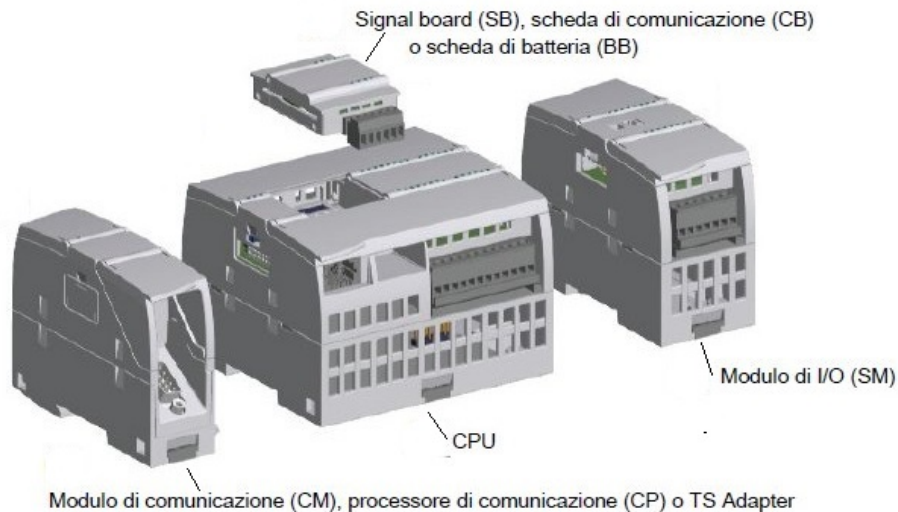 Signal board (SB), scheda di comunicazione (CB)
o scheda di batteria (BB)
Modulo di I/O (SM)
CPU
Modulo di comunicazione (CM), processore di comunicazione (CP) o TS Adapter